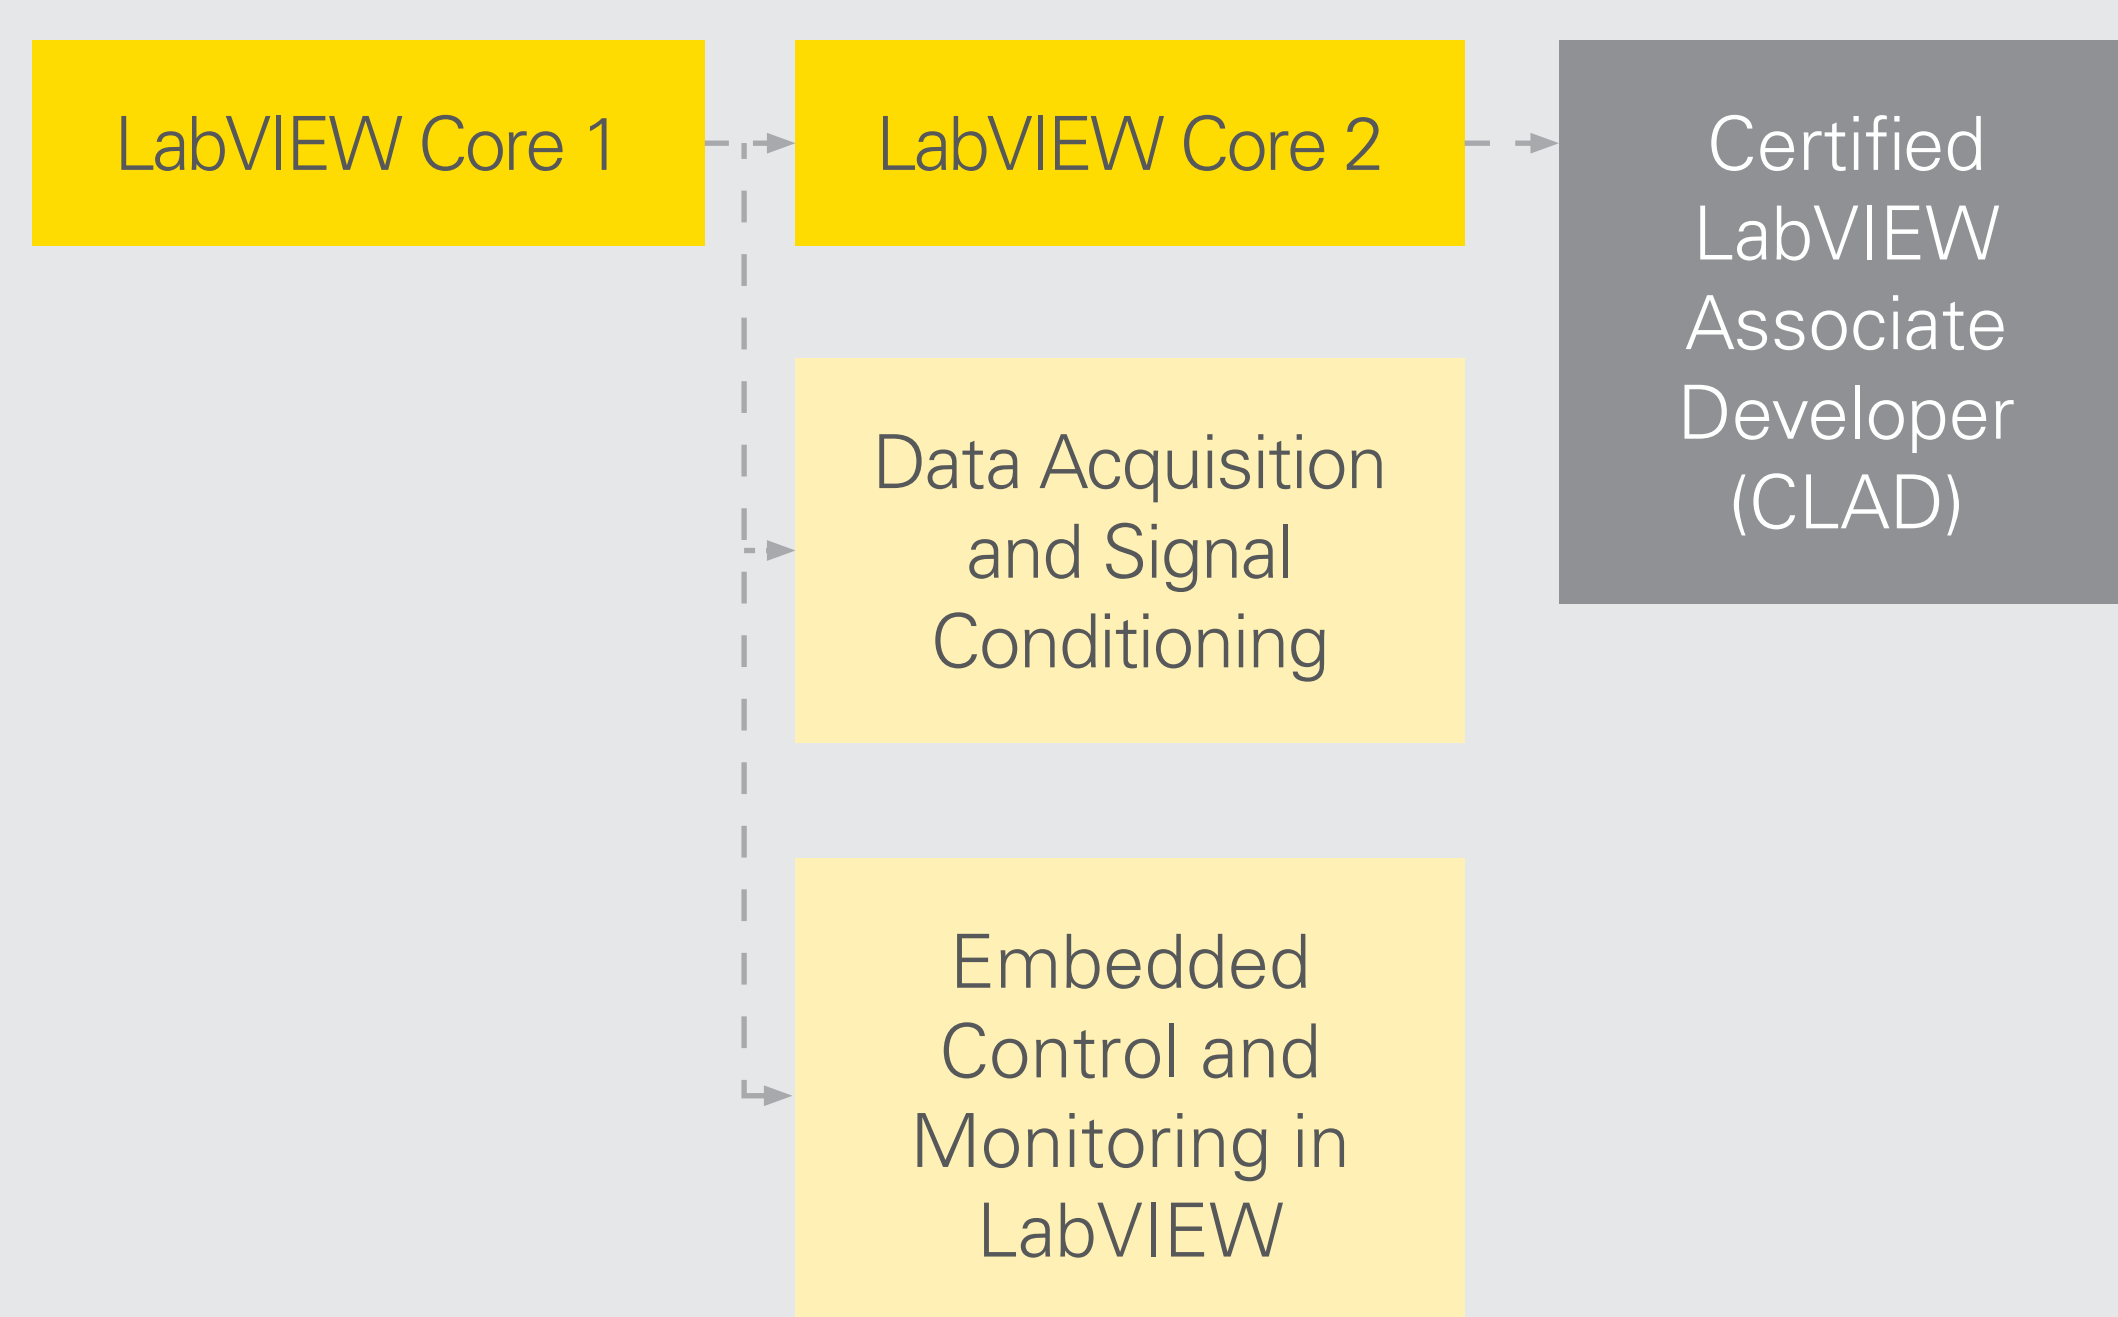 LabVIEW Core 1
LabVIEW Core 2
Certified
LabVIEW
Associate
Developer
(CLAD)
Data Acquisition
and Signal
Conditioning
Embedded
Control and
Monitoring in
LabVIEW